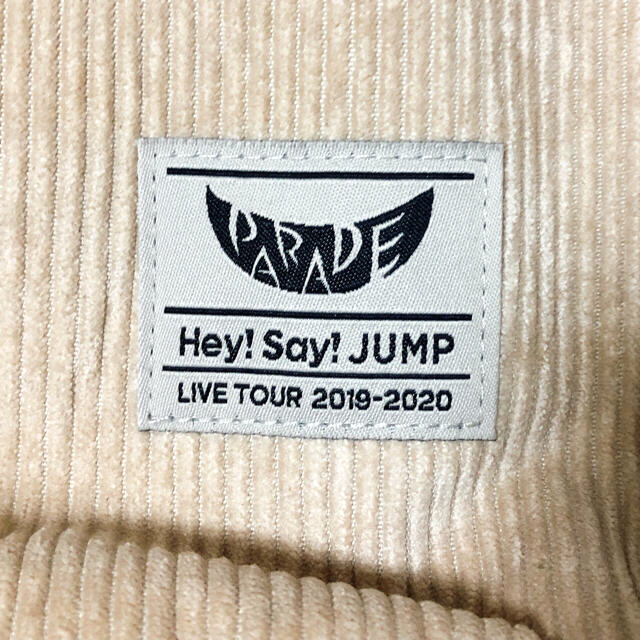 PARADE
Hey! Say! JUMP
LIVE TOUR 2019-2020